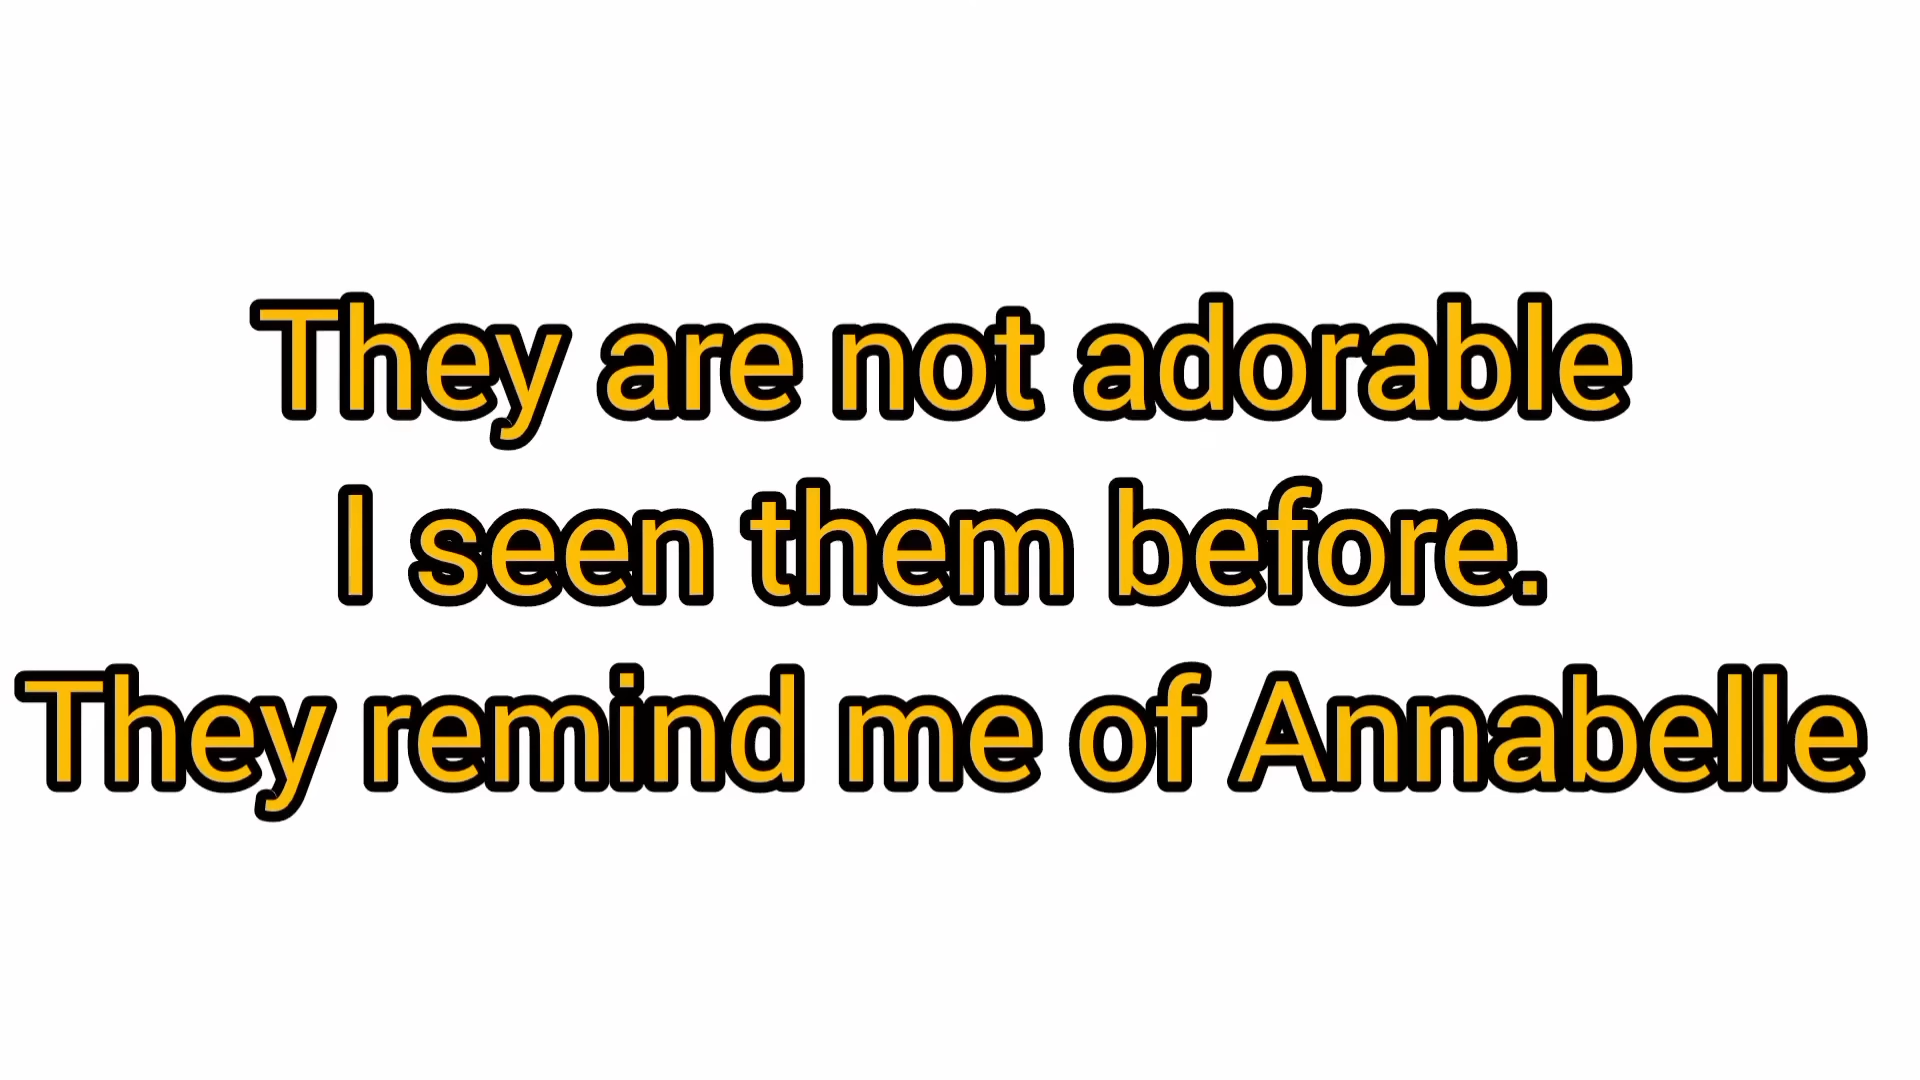 They are not adorable
I seen them before.
They remind me of Annabelle